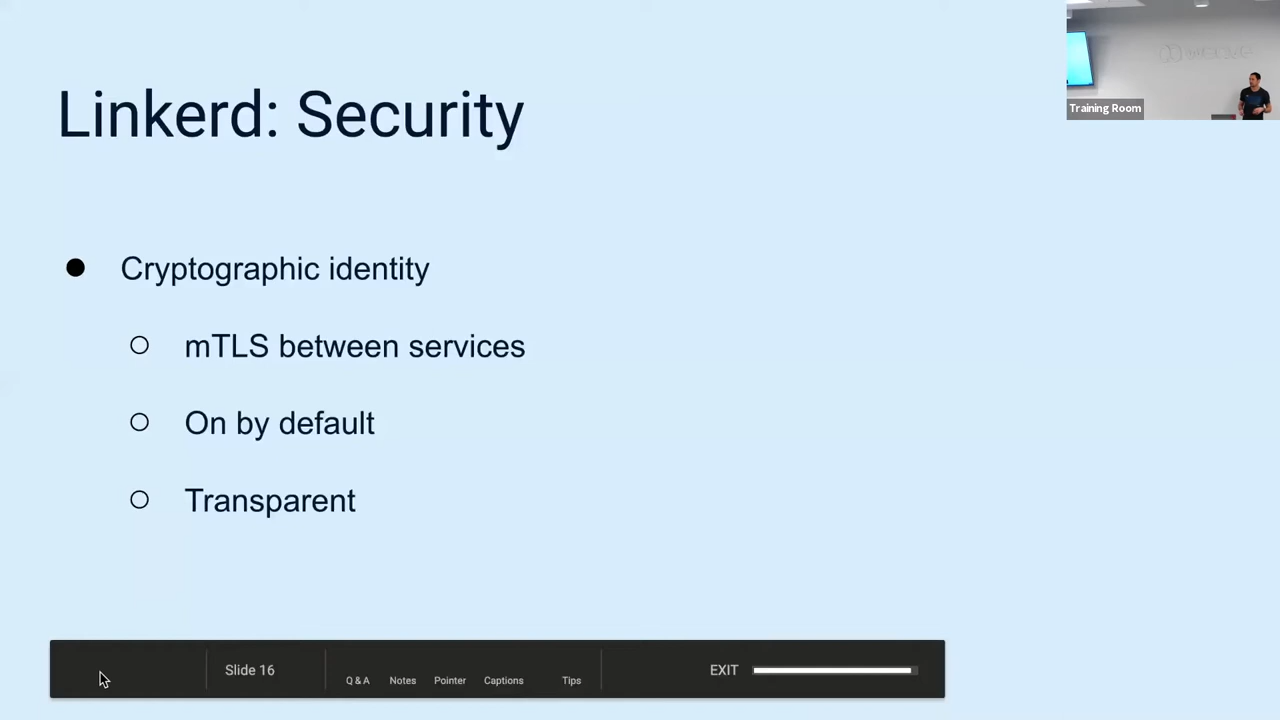 Linkerd: Security
Training Room
● Cryptographic identity
○ mTLS between services
○ On by default
○ Transparent
Slide 16
Q & A Notes Pointer Captions Tips
EXIT